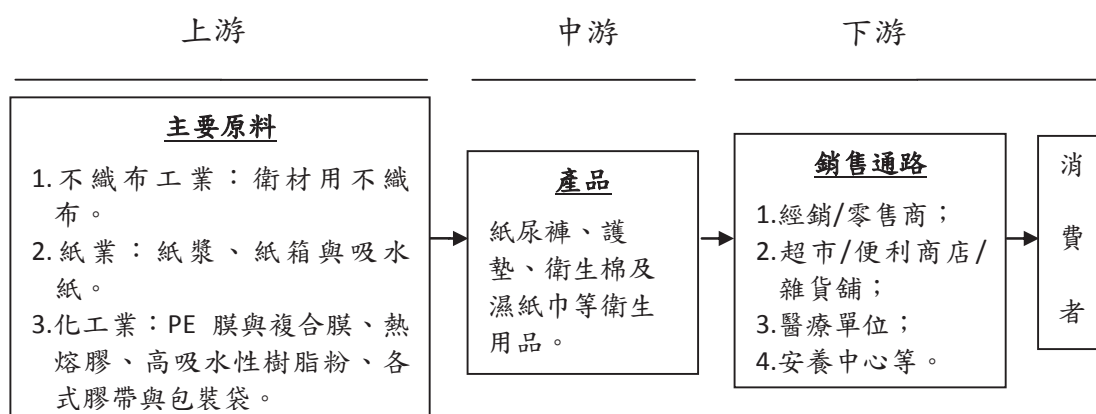 上游
中游
下游
主要原料
1.不織布工業：衛材用不織
布。
2.紙業：紙漿、紙箱與吸水
紙。
3.化工業：PE 膜與複合膜、熱
熔膠、高吸水性樹脂粉、各
式膠帶與包裝袋。
產品
紙尿褲、護
墊、衛生棉及
濕紙巾等衛生
用品。
銷售通路
1.經銷/零售商；
2.超市/便利商店/
雜貨舖；
3.醫療單位；
4.安養中心等。
消
費
者